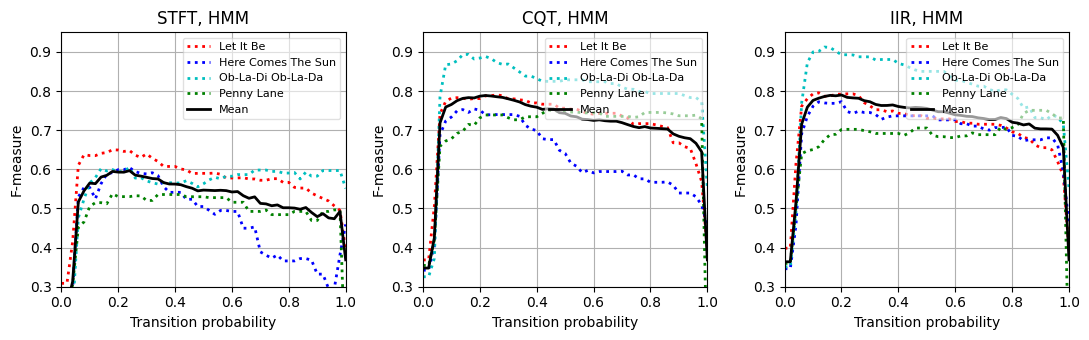 STFT, HMM
F-measure
0.9
0.8
0.7
0.6
0.5
0.4
0.3
Let It Be
Here Comes The Sun
Ob-La-Di Ob-La-Da
Penny Lane
Mean
0.0 0.2 0.4 0.6 0.8 1.0
Transition probability
CQT, HMM
F-measure
0.9
0.8
0.7
0.6
0.5
0.4
0.3
Let It Be
Here Comes The Sun
Ob-La-Di Ob-La-Da
Penny Lane
Mean
0.0 0.2 0.4 0.6 0.8 1.0
Transition probability
IIR, HMM
F-measure
0.9
0.8
0.7
0.6
0.5
0.4
0.3
Let It Be
Here Comes The Sun
Ob-La-Di Ob-La-Da
Penny Lane
Mean
0.0 0.2 0.4 0.6 0.8 1.0
Transition probability